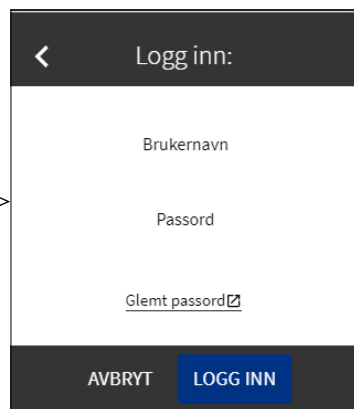 Logg inn:
Brukernavn
>
Passord
Glemt passord
AVBRYT LOGG INN